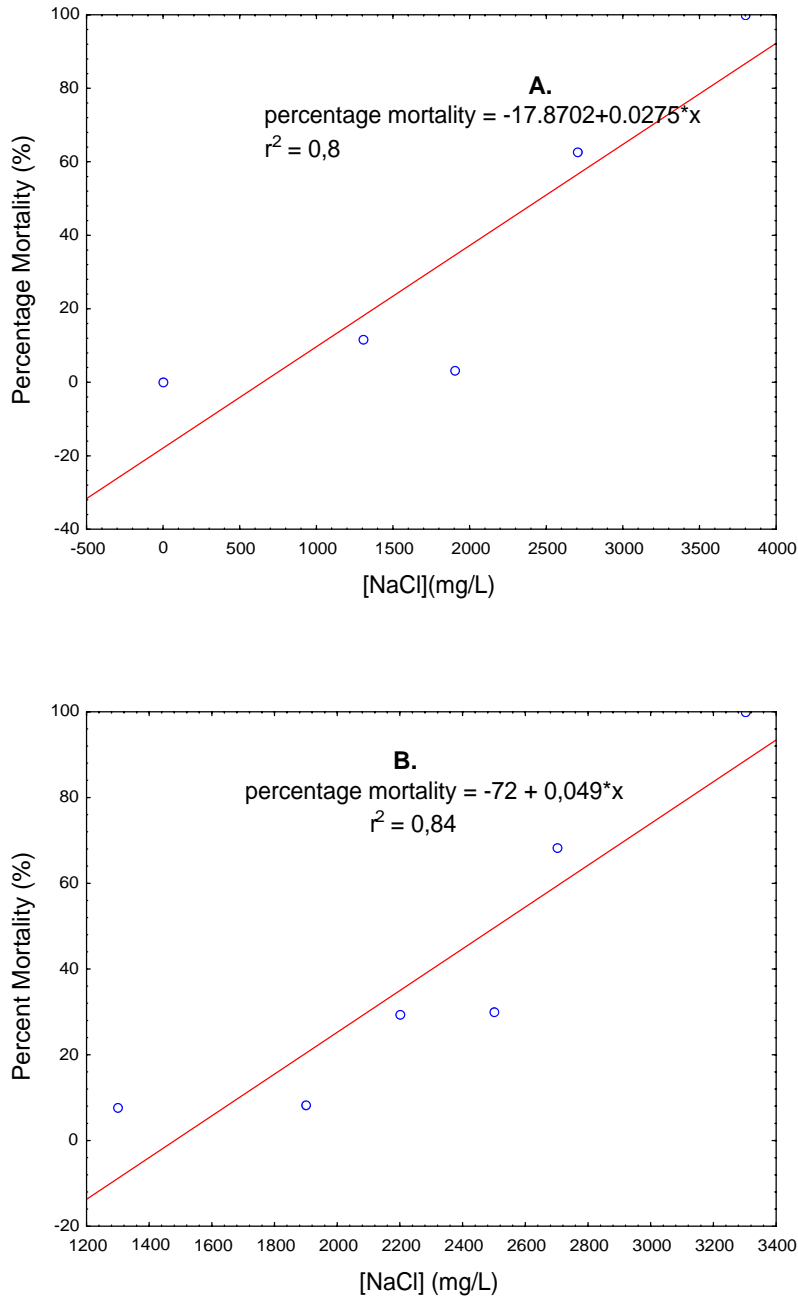 100
80
60
40
20
0
-20
-40
Percentage Mortality (%)
A.
percentage mortality = -17.8702+0.0275*x
r² = 0,8
-500 0 500 1000 1500 2000 2500 3000 3500 4000
[NaCl](mg/L)
100
80
60
40
20
0
-20
Percent Mortality (%)
B.
percentage mortality = -72 + 0,049*x
r² = 0,84
1200 1400 1600 1800 2000 2200 2400 2600 2800 3000 3200 3400
[NaCl] (mg/L)